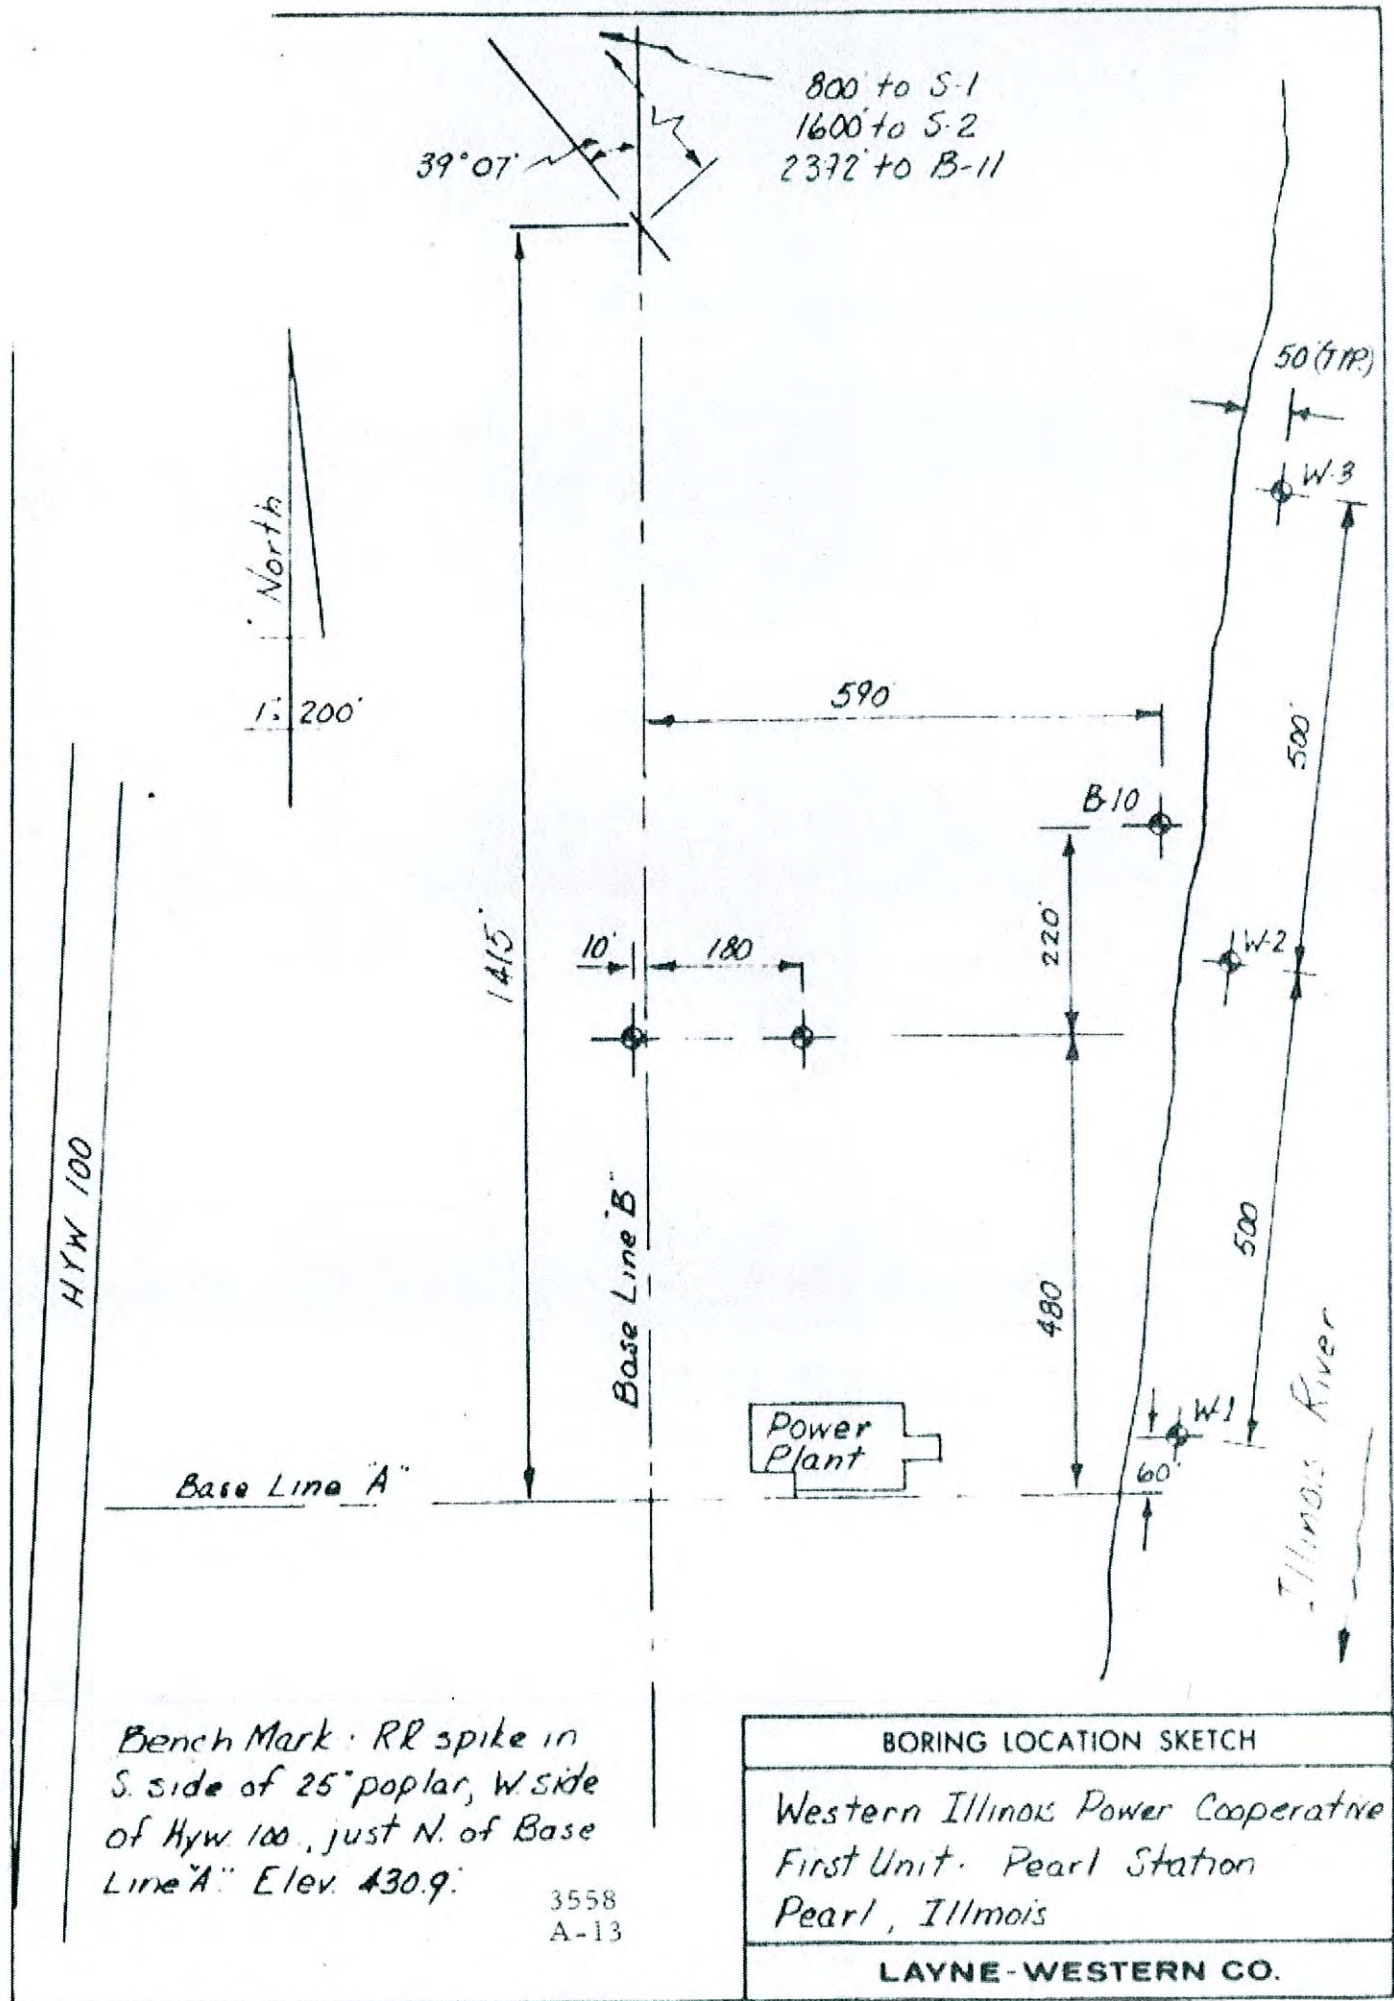 800' to S-1
1600' to S-2
2372' to B-11
39°07'
50'(TYP.)
W-3
North
1": 200'
590'
500'
B-10
220'
W-2
1415'
10'
180
HYW 100
Base Line "B"
480'
500'
W-1
60'
Power
Plant
Base Line "A"
Illinois River
Bench Mark: RR spike in
S. side of 25" poplar, W. side
of Hyw. 100, just N. of Base
Line "A". Elev. 430.9'.
3558
A-13
BORING LOCATION SKETCH
Western Illinois Power Cooperative
First Unit. Pearl Station
Pearl, Illinois
LAYNE-WESTERN CO.